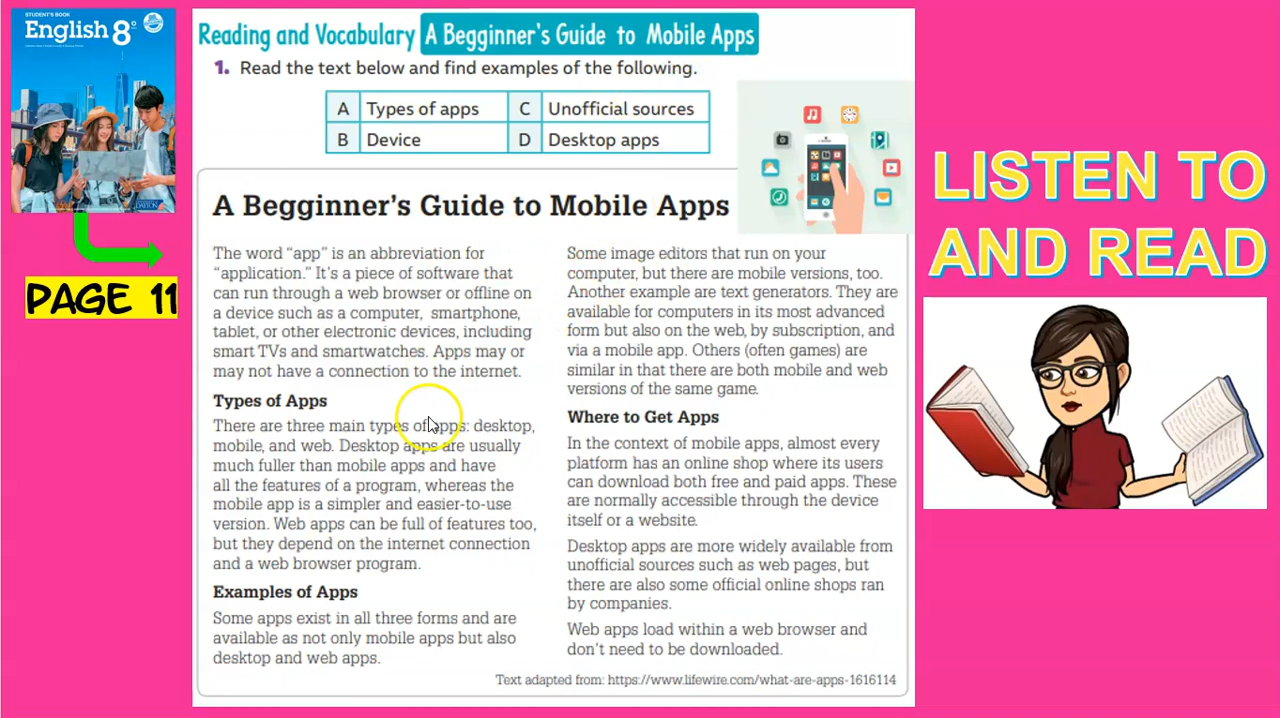 STUDENT'S BOOK
English 8°
PAGE 11
Reading and Vocabulary A Begginner's Guide to Mobile Apps
1. Read the text below and find examples of the following.
A Types of apps C Unofficial sources
B Device D Desktop apps
A Begginner's Guide to Mobile Apps
The word “app” is an abbreviation for
“application.” It's a piece of software that
can run through a web browser or offline on
a device such as a computer, smartphone,
tablet, or other electronic devices, including
smart TVs and smartwatches. Apps may or
may not have a connection to the internet.
Types of Apps
There are three main types of apps: desktop,
mobile, and web. Desktop apps are usually
much fuller than mobile apps and have
all the features of a program, whereas the
mobile app is a simpler and easier-to-use
version. Web apps can be full of features too,
but they depend on the internet connection
and a web browser program.
Examples of Apps
Some apps exist in all three forms and are
available as not only mobile apps but also
desktop and web apps.
Some image editors that run on your
computer, but there are mobile versions, too.
Another example are text generators. They are
available for computers in its most advanced
form but also on the web, by subscription, and
via a mobile app. Others (often games) are
similar in that there are both mobile and web
versions of the same game.
Where to Get Apps
In the context of mobile apps, almost every
platform has an online shop where its users
can download both free and paid apps. These
are normally accessible through the device
itself or a website.
Desktop apps are more widely available from
unofficial sources such as web pages, but
there are also some official online shops ran
by companies.
Web apps load within a web browser and
don't need to be downloaded.
Text adapted from: https://www.lifewire.com/what-are-apps-1616114
LISTEN TO
AND READ